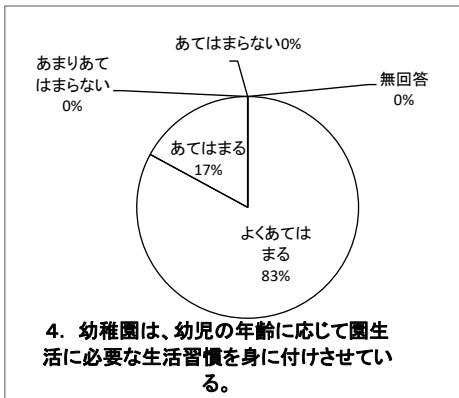 あてはまらない0%
あまりあて
はまらない
0%
無回答
0%
あてはまる
17%
よくあては
まる
83%
4. 幼稚園は、幼児の年齢に応じて園生
活に必要な生活習慣を身に付けさせてい
る。